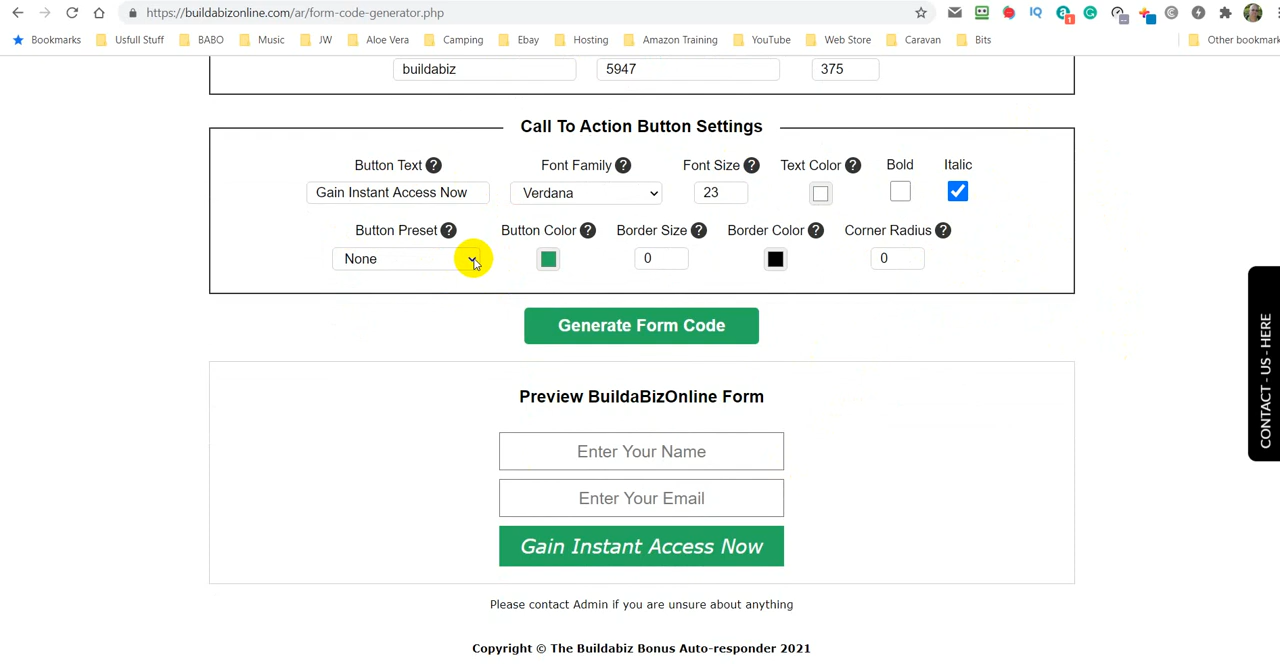 https://buildabizonline.com/ar/form-code-generator.php
Bookmarks Usfull Stuff BABO Music JW Aloe Vera Camping Ebay Hosting Amazon Training YouTube Web Store Caravan Bits Other bookmark
buildabiz 5947 375
Call To Action Button Settings
Button Text ? Font Family ? Font Size ? Text Color ? Bold Italic
Gain Instant Access Now Verdana 23
Button Preset ? Button Color ? Border Size ? Border Color ? Corner Radius ?
None 0 0
Generate Form Code
CONTACT - US - HERE
Preview BuildaBizOnline Form
Enter Your Name
Enter Your Email
Gain Instant Access Now
Please contact Admin if you are unsure about anything
Copyright © The Buildabiz Bonus Auto-responder 2021